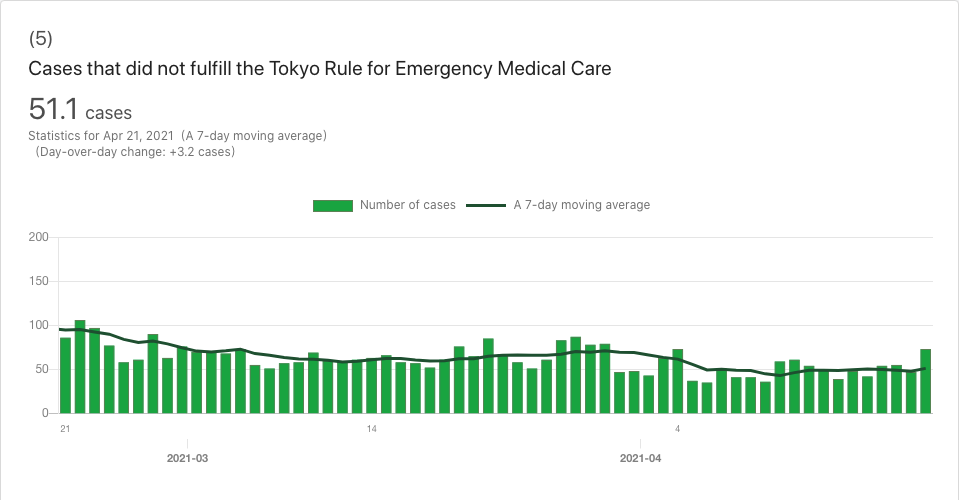 (5)
Cases that did not fulfill the Tokyo Rule for Emergency Medical Care
51.1 cases
Statistics for Apr 21, 2021 (A 7-day moving average)
(Day-over-day change: +3.2 cases)
Number of cases A 7-day moving average
200
150
100
50
0
21 14 4
2021-03 2021-04